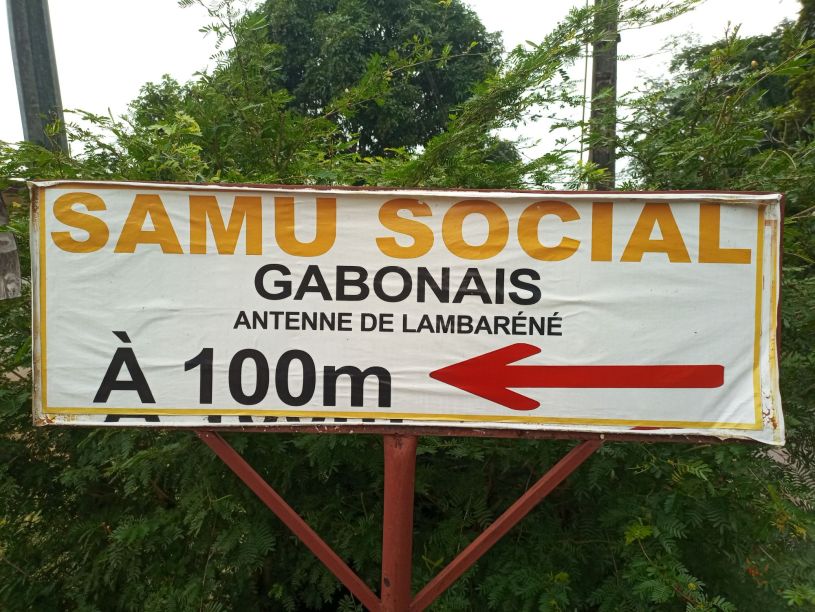 SAMU SOCIAL
GABONAIS
ANTENNE DE LAMBARÉNÉ
À 100m